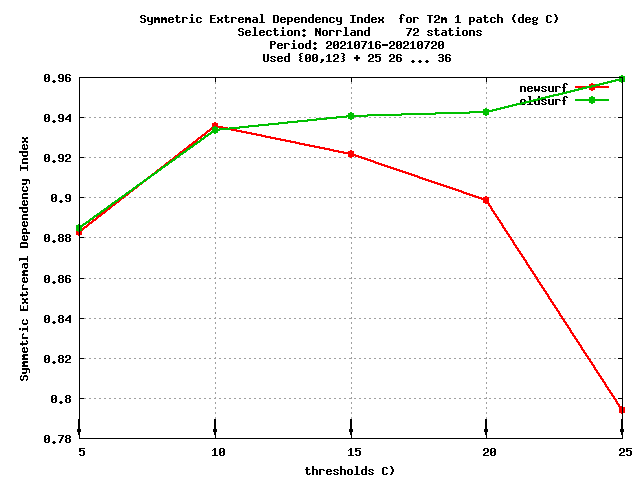 Symmetric Extremal Dependency Index  for T2m 1 patch (deg C)
Selection: Norrland     72 stations
Period: 20210716-20210720
Used {00,12} + 25 26 ... 36
Symmetric Extremal Dependency Index
0.96
0.94
0.92
0.9
0.88
0.86
0.84
0.82
0.8
0.78
newsurf
oldsurf
5 10 15 20 25
thresholds C)